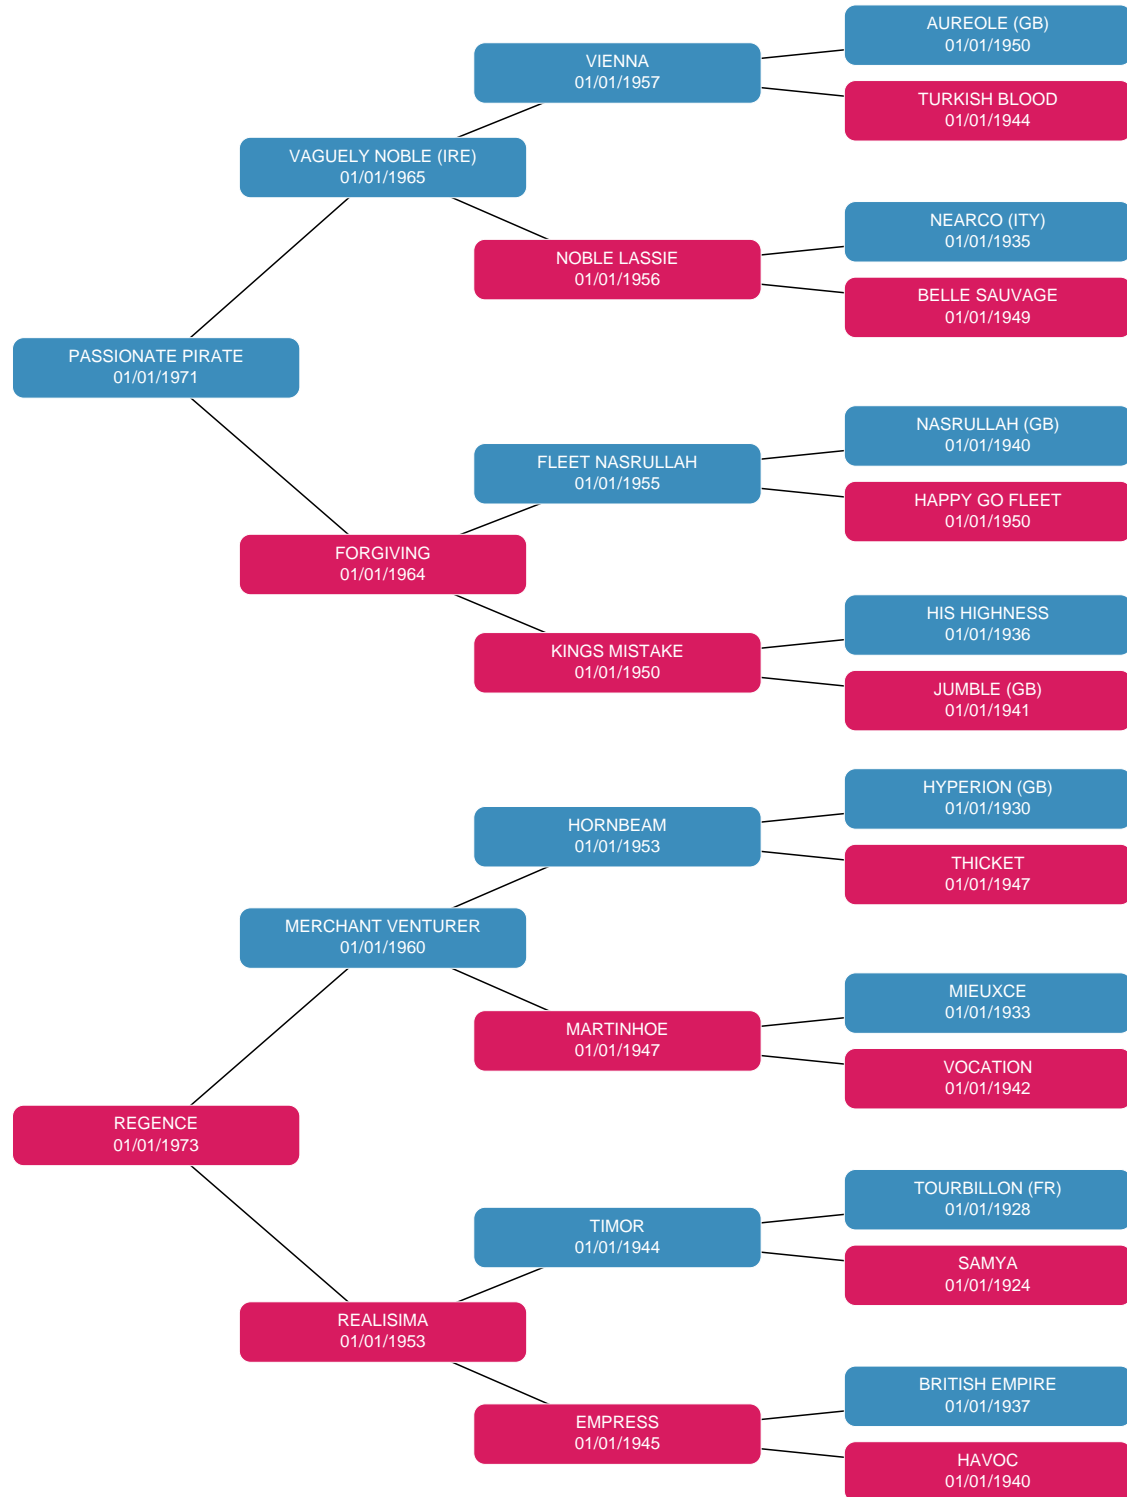 AUREOLE (GB)
01/01/1950
VIENNA
01/01/1957
TURKISH BLOOD
01/01/1944
VAGUELY NOBLE (IRE)
01/01/1965
NEARCO (ITY)
01/01/1935
NOBLE LASSIE
01/01/1956
BELLE SAUVAGE
01/01/1949
PASSIONATE PIRATE
01/01/1971
NASRULLAH (GB)
01/01/1940
FLEET NASRULLAH
01/01/1955
HAPPY GO FLEET
01/01/1950
FORGIVING
01/01/1964
HIS HIGHNESS
01/01/1936
KINGS MISTAKE
01/01/1950
JUMBLE (GB)
01/01/1941
HYPERION (GB)
01/01/1930
HORNBEAM
01/01/1953
THICKET
01/01/1947
MERCHANT VENTURER
01/01/1960
MIEUXCE
01/01/1933
MARTINHOE
01/01/1947
VOCATION
01/01/1942
REGENCE
01/01/1973
TOURBILLON (FR)
01/01/1928
TIMOR
01/01/1944
SAMYA
01/01/1924
REALISIMA
01/01/1953
BRITISH EMPIRE
01/01/1937
EMPRESS
01/01/1945
HAVOC
01/01/1940